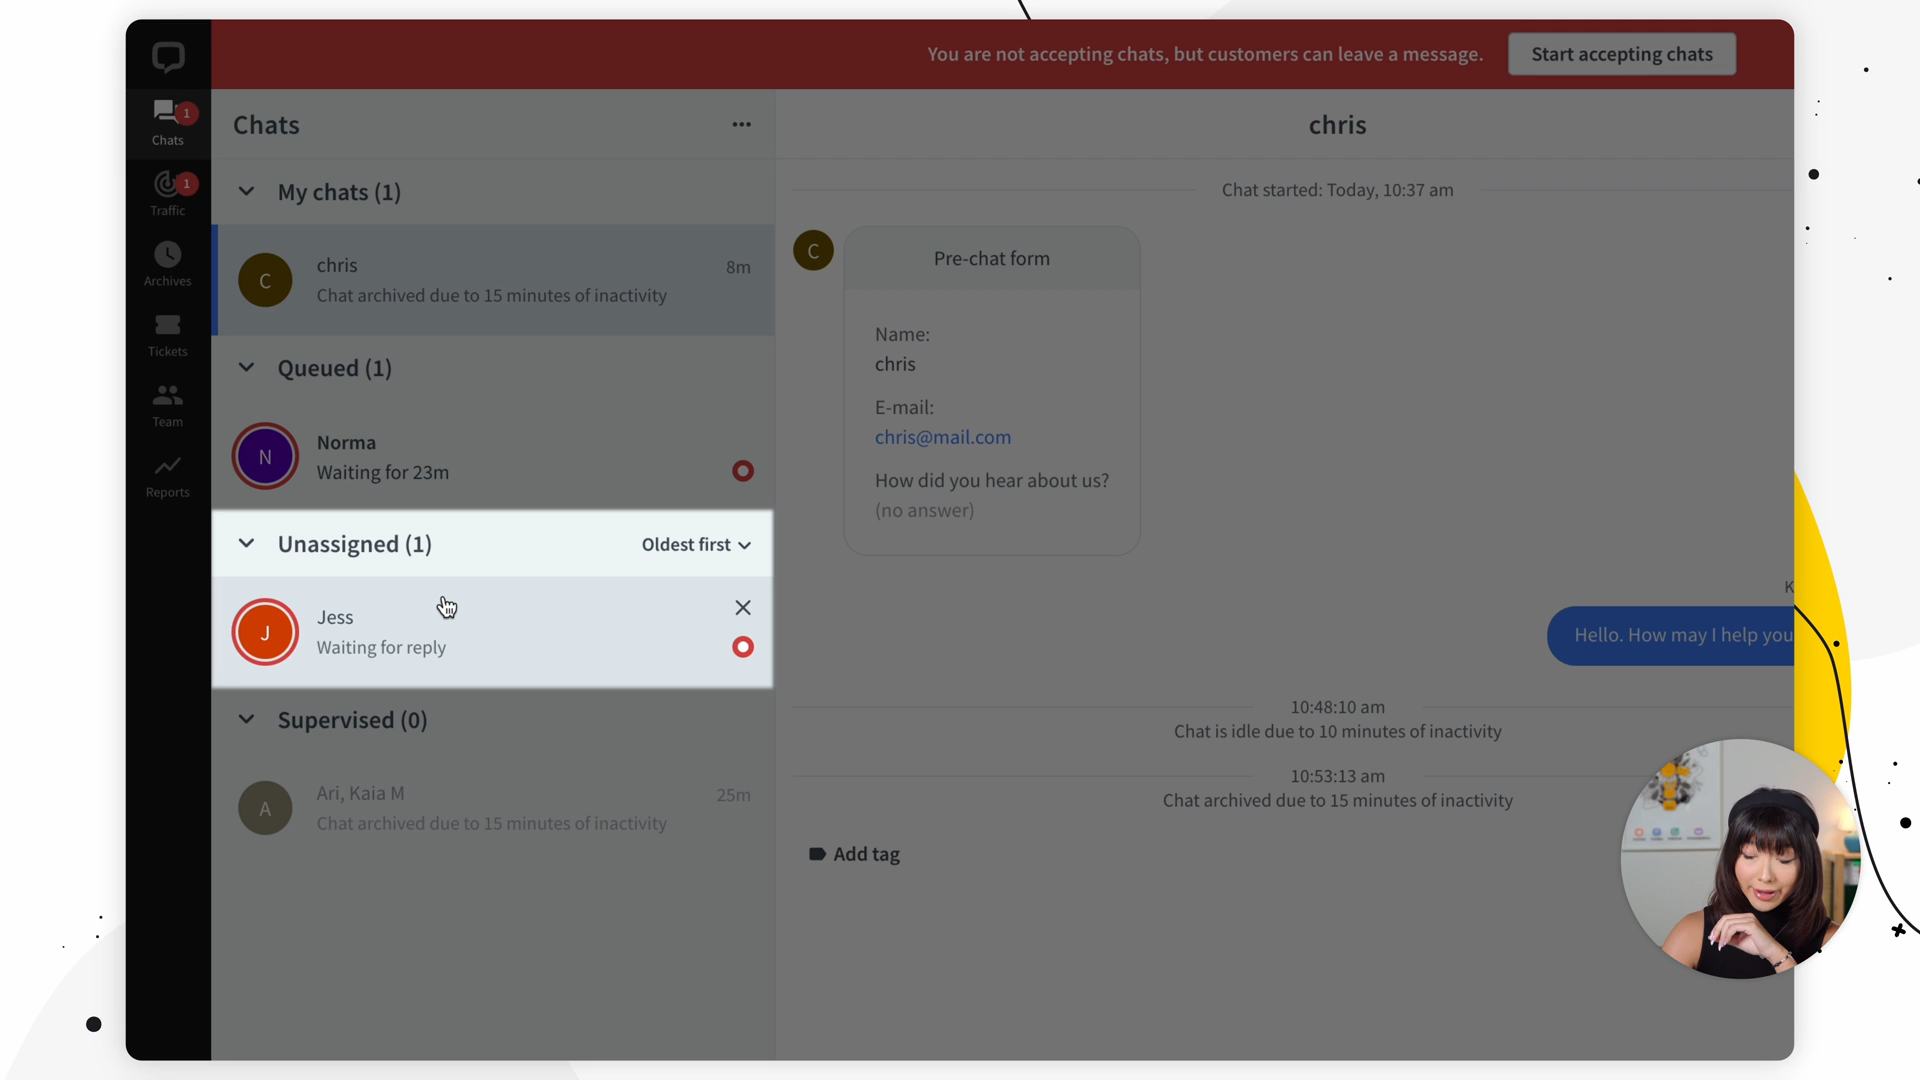 You are not accepting chats, but customers can leave a message.
Start accepting chats
1
Chats
1
Traffic
Archives
Tickets
Team
Reports
Chats
My chats (1)
C
chris
8m
Chat archived due to 15 minutes of inactivity
Queued (1)
N
Norma
Waiting for 23m
Unassigned (1)
Oldest first
J
Jess
Waiting for reply
Supervised (0)
A
Ari, Kaia M
25m
Chat archived due to 15 minutes of inactivity
chris
Chat started: Today, 10:37 am
C
Pre-chat form
Name:
chris
E-mail:
chris@mail.com
How did you hear about us?
(no answer)
K
Hello. How may I help you
10:48:10 am
Chat is idle due to 10 minutes of inactivity
10:53:13 am
Chat archived due to 15 minutes of inactivity
Add tag